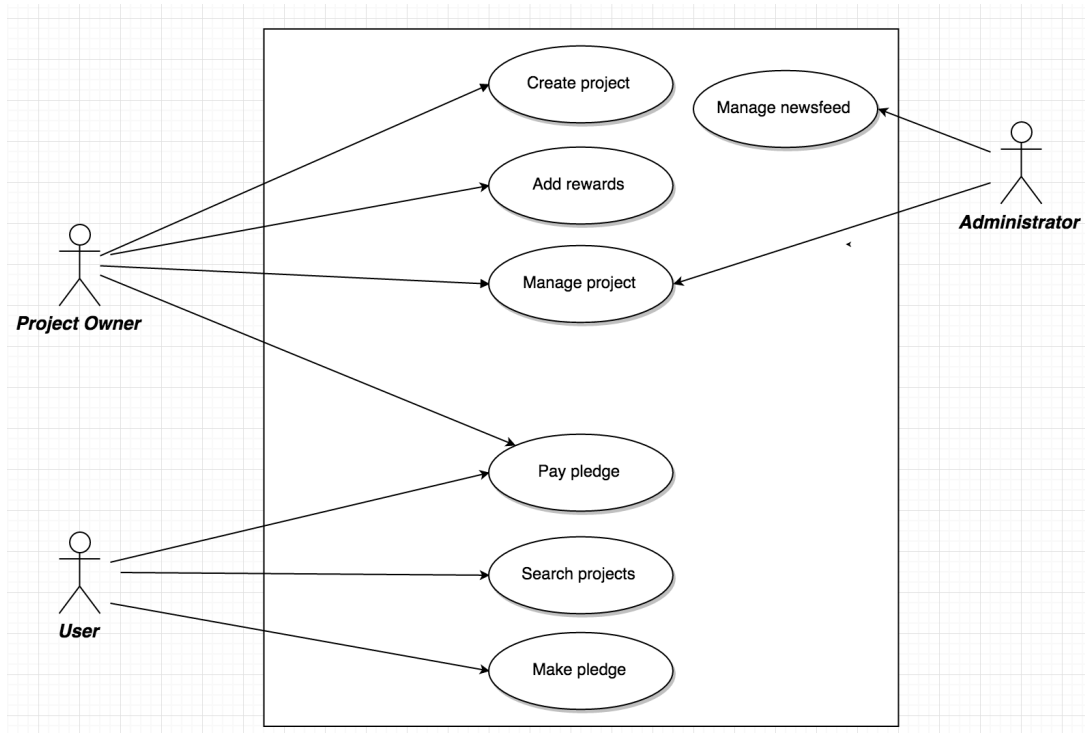 Create project
Manage newsfeed
Add rewards
Administrator
Manage project
Project Owner
Pay pledge
Search projects
User
Make pledge